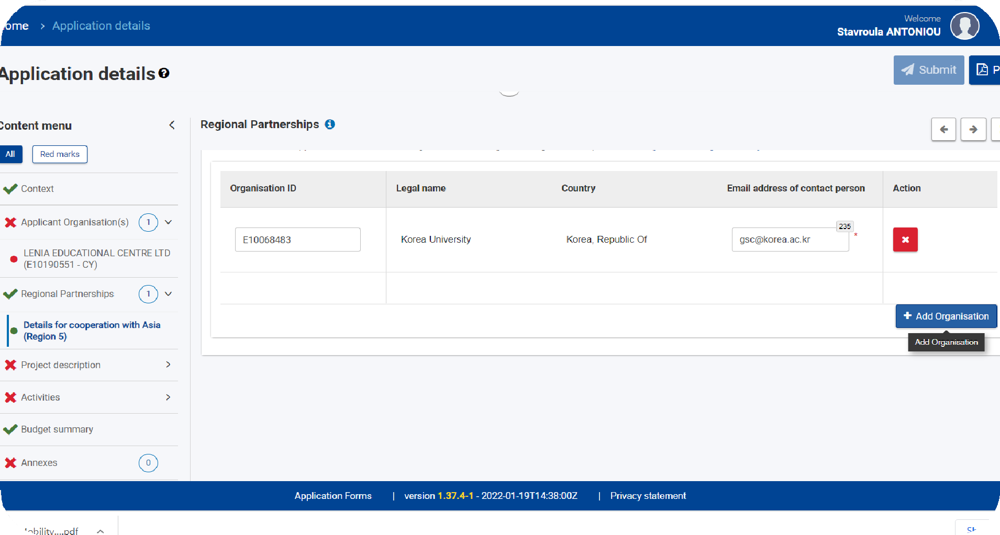 ome > Application details
Welcome
Stavroula ANTONIOU
Application details
Submit
P
Content menu
Regional Partnerships
All
Red marks
Organisation ID
Legal name
Country
Email address of contact person
Action
Context
Applicant Organisation(s)
1
E10068483
Korea University
Korea, Republic Of
235
gsc@korea.ac.kr
*
LENIA EDUCATIONAL CENTRE LTD
(E10190551 - CY)
Regional Partnerships
1
Details for cooperation with Asia
(Region 5)
+ Add Organisation
Add Organisation
Project description
Activities
Budget summary
Annexes
0
Application Forms | version 1.37.4-1 - 2022-01-19T14:38:00Z | Privacy statement
obility....pdf